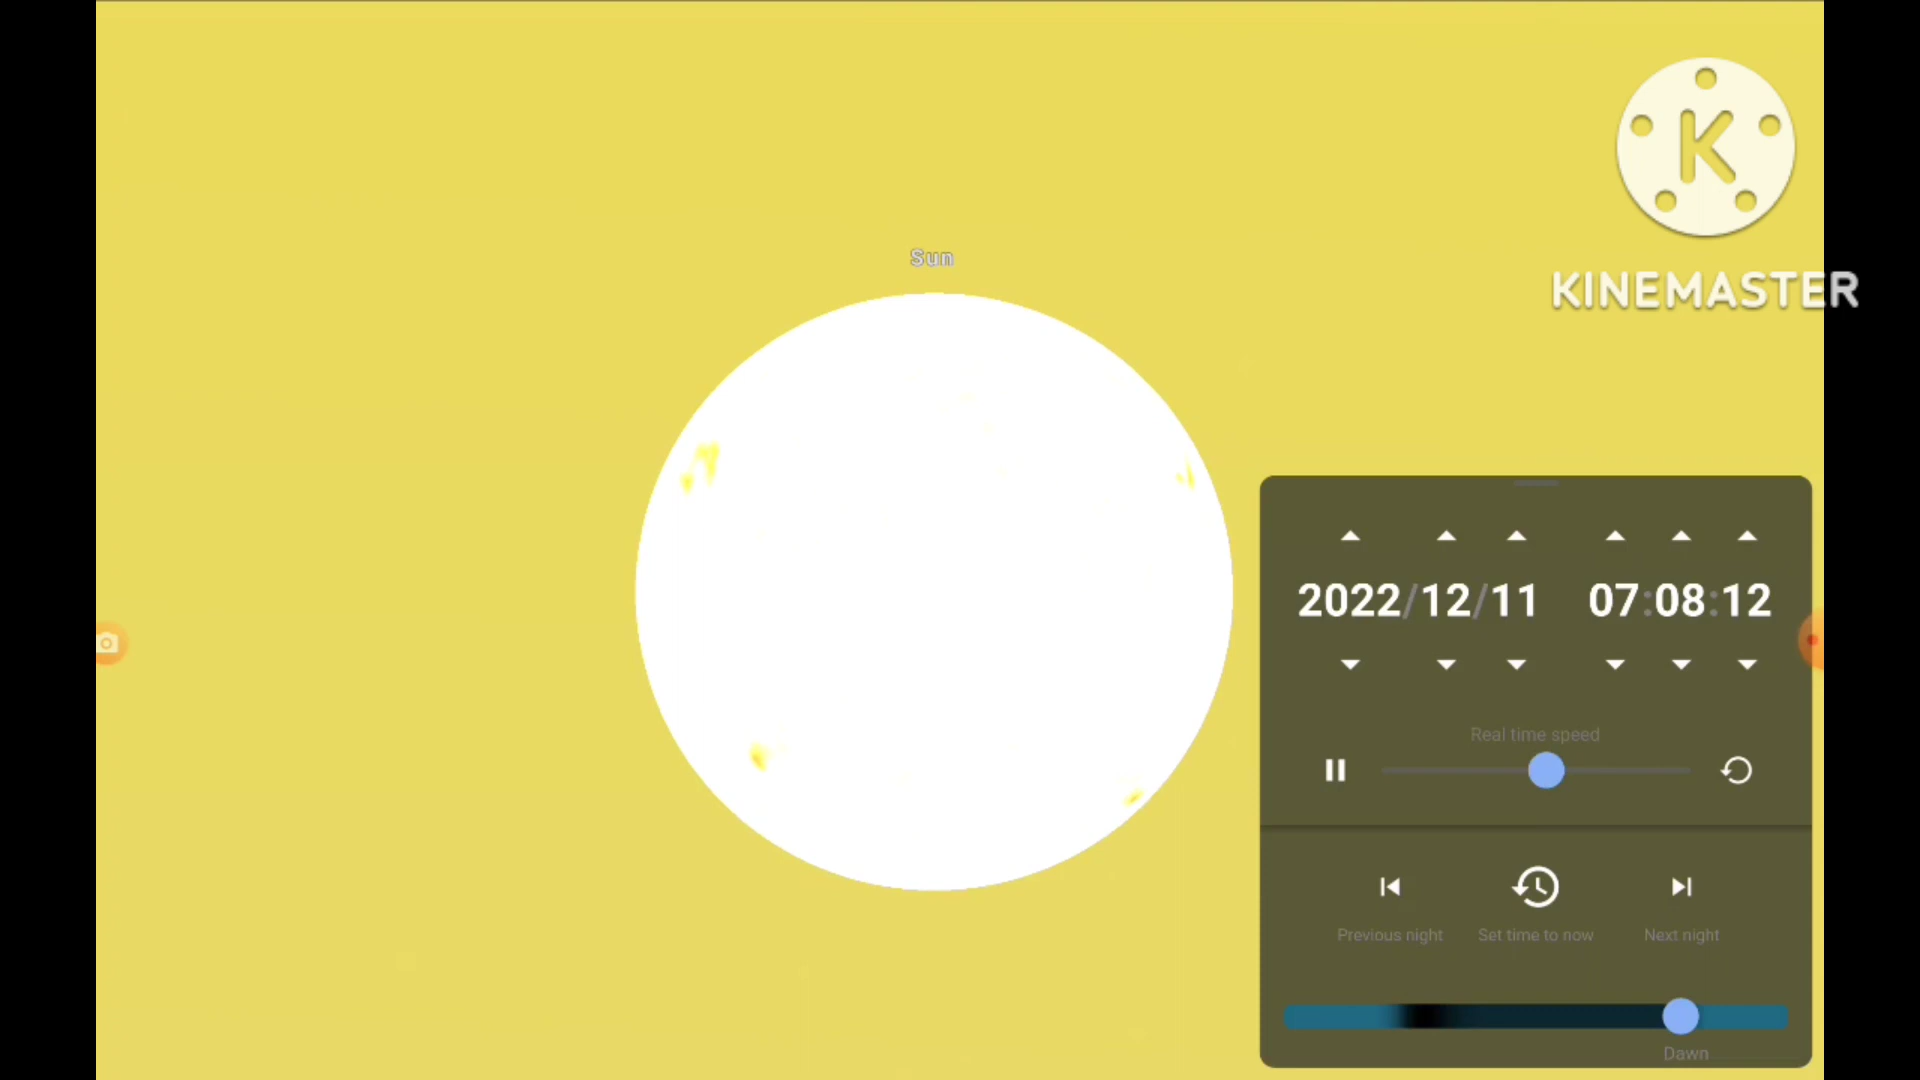 Sun
K
KINEMASTER
2022/12/11 07:08:12
Real time speed
Previous night
Set time to now
Next night
Dawn